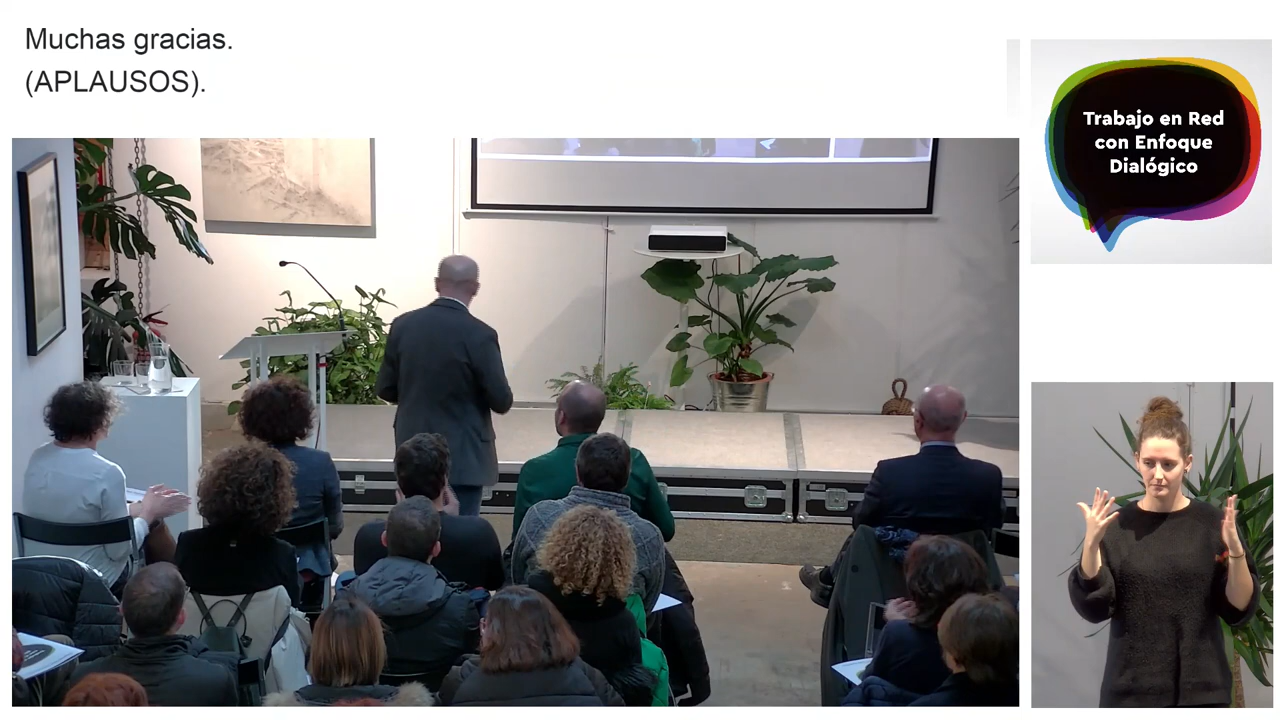 Muchas gracias.
(APLAUSOS).
Trabajo en Red
con Enfoque
Dialógico